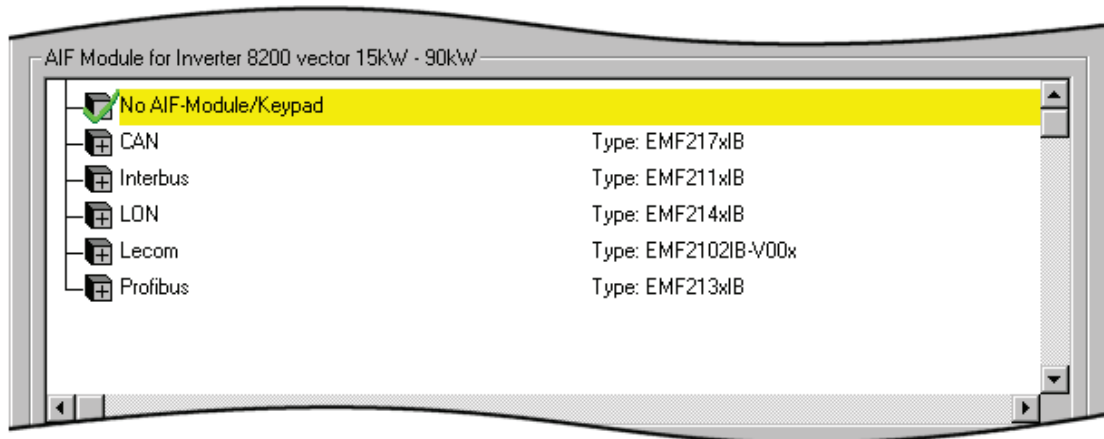 AIF Module for Inverter 8200 vector 15kW - 90kW
No AIF-Module/Keypad
CAN Type: EMF217xIB
Interbus Type: EMF211xIB
LON Type: EMF214xIB
Lecom Type: EMF2102IB-V00x
Profibus Type: EMF213xIB